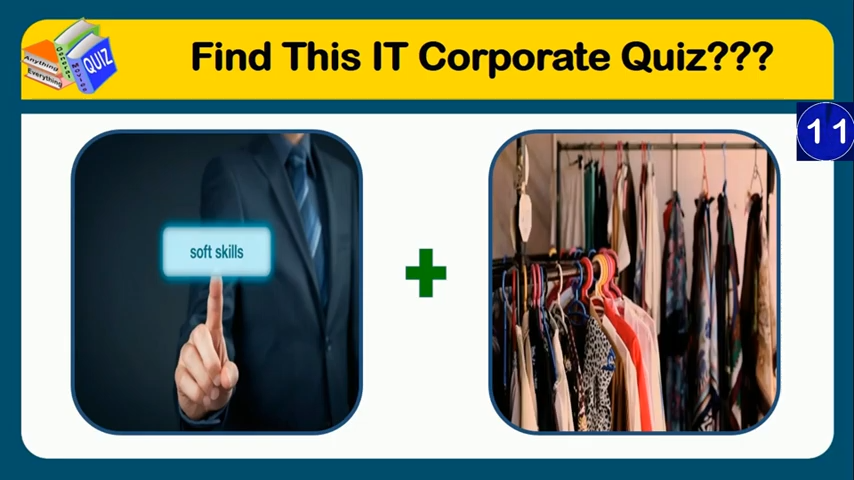 Find This IT Corporate Quiz???
Anything
Everything
QUIZ
11
soft skills